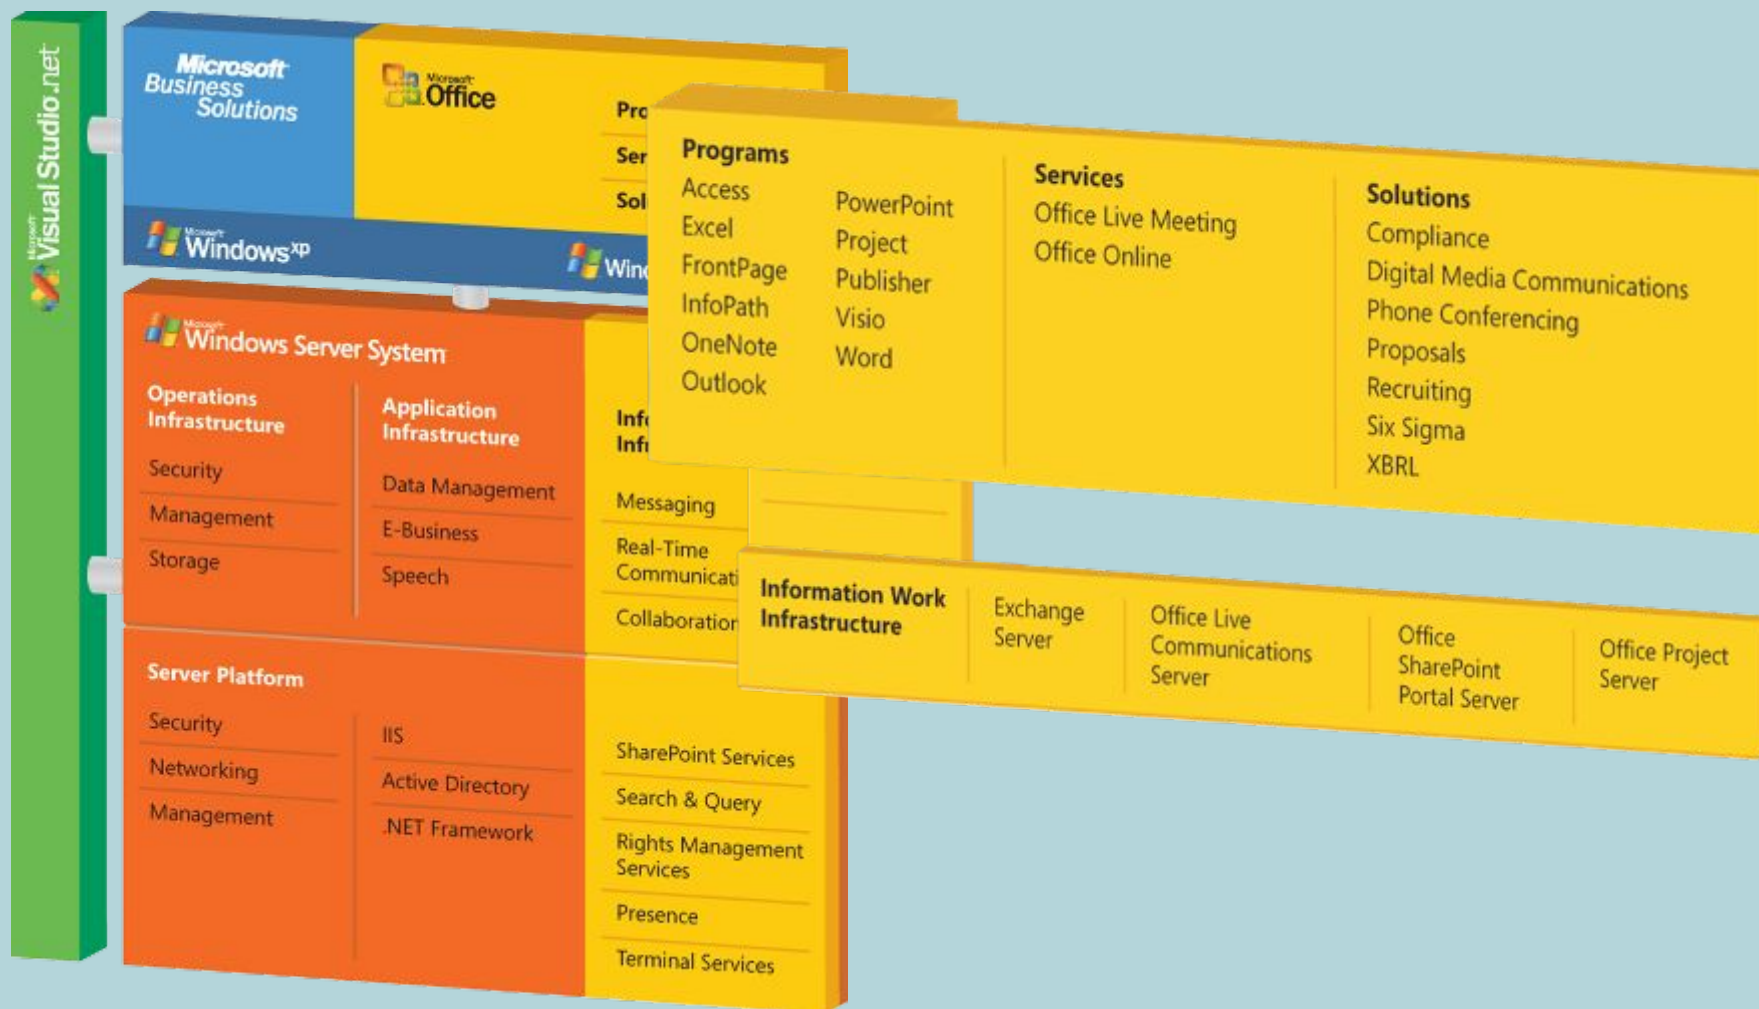 Microsoft
Visual Studio.net
Microsoft
Business
Solutions
Microsoft
Office
Programs
Access
Excel
FrontPage
InfoPath
OneNote
Outlook
PowerPoint
Project
Publisher
Visio
Word
Services
Office Live Meeting
Office Online
Solutions
Compliance
Digital Media Communications
Phone Conferencing
Proposals
Recruiting
Six Sigma
XBRL
Microsoft
Windows xp
Microsoft
Windows Server System
Operations
Infrastructure
Security
Management
Storage
Application
Infrastructure
Data Management
E-Business
Speech
Messaging
Real-Time
Collaboration
Information Work
Infrastructure
Exchange
Server
Office Live
Communications
Server
Office
SharePoint
Portal Server
Office Project
Server
Server Platform
Security
Networking
Management
IIS
Active Directory
.NET Framework
SharePoint Services
Search & Query
Rights Management
Services
Presence
Terminal Services